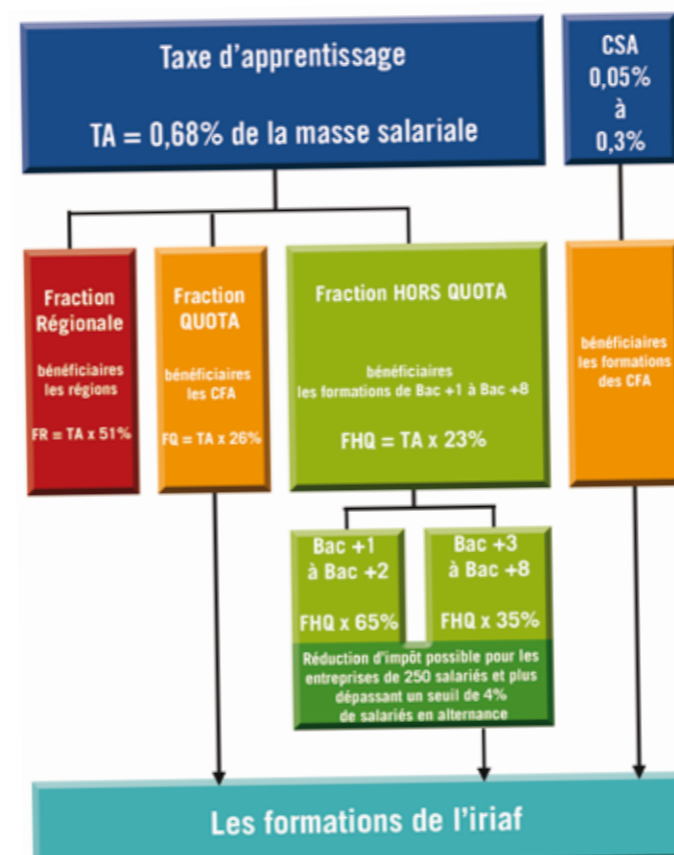 Taxe d'apprentissage
TA = 0,68% de la masse salariale
CSA
0,05%
à
0,3%
Fraction
Régionale
bénéficiaires
les régions
FR = TA x 51%
Fraction
QUOTA
bénéficiaires
les CFA
FQ = TA x 26%
Fraction HORS QUOTA
bénéficiaires
les formations de Bac +1 à Bac +8
FHQ = TA x 23%
bénéficiaires
les formations
des CFA
Bac +1
à Bac +2
FHQ x 65%
Bac +3
à Bac +8
FHQ x 35%
Réduction d'impôt possible pour les
entreprises de 250 salariés et plus
dépassant un seuil de 4%
de salariés en alternance
Les formations de l'iriaf